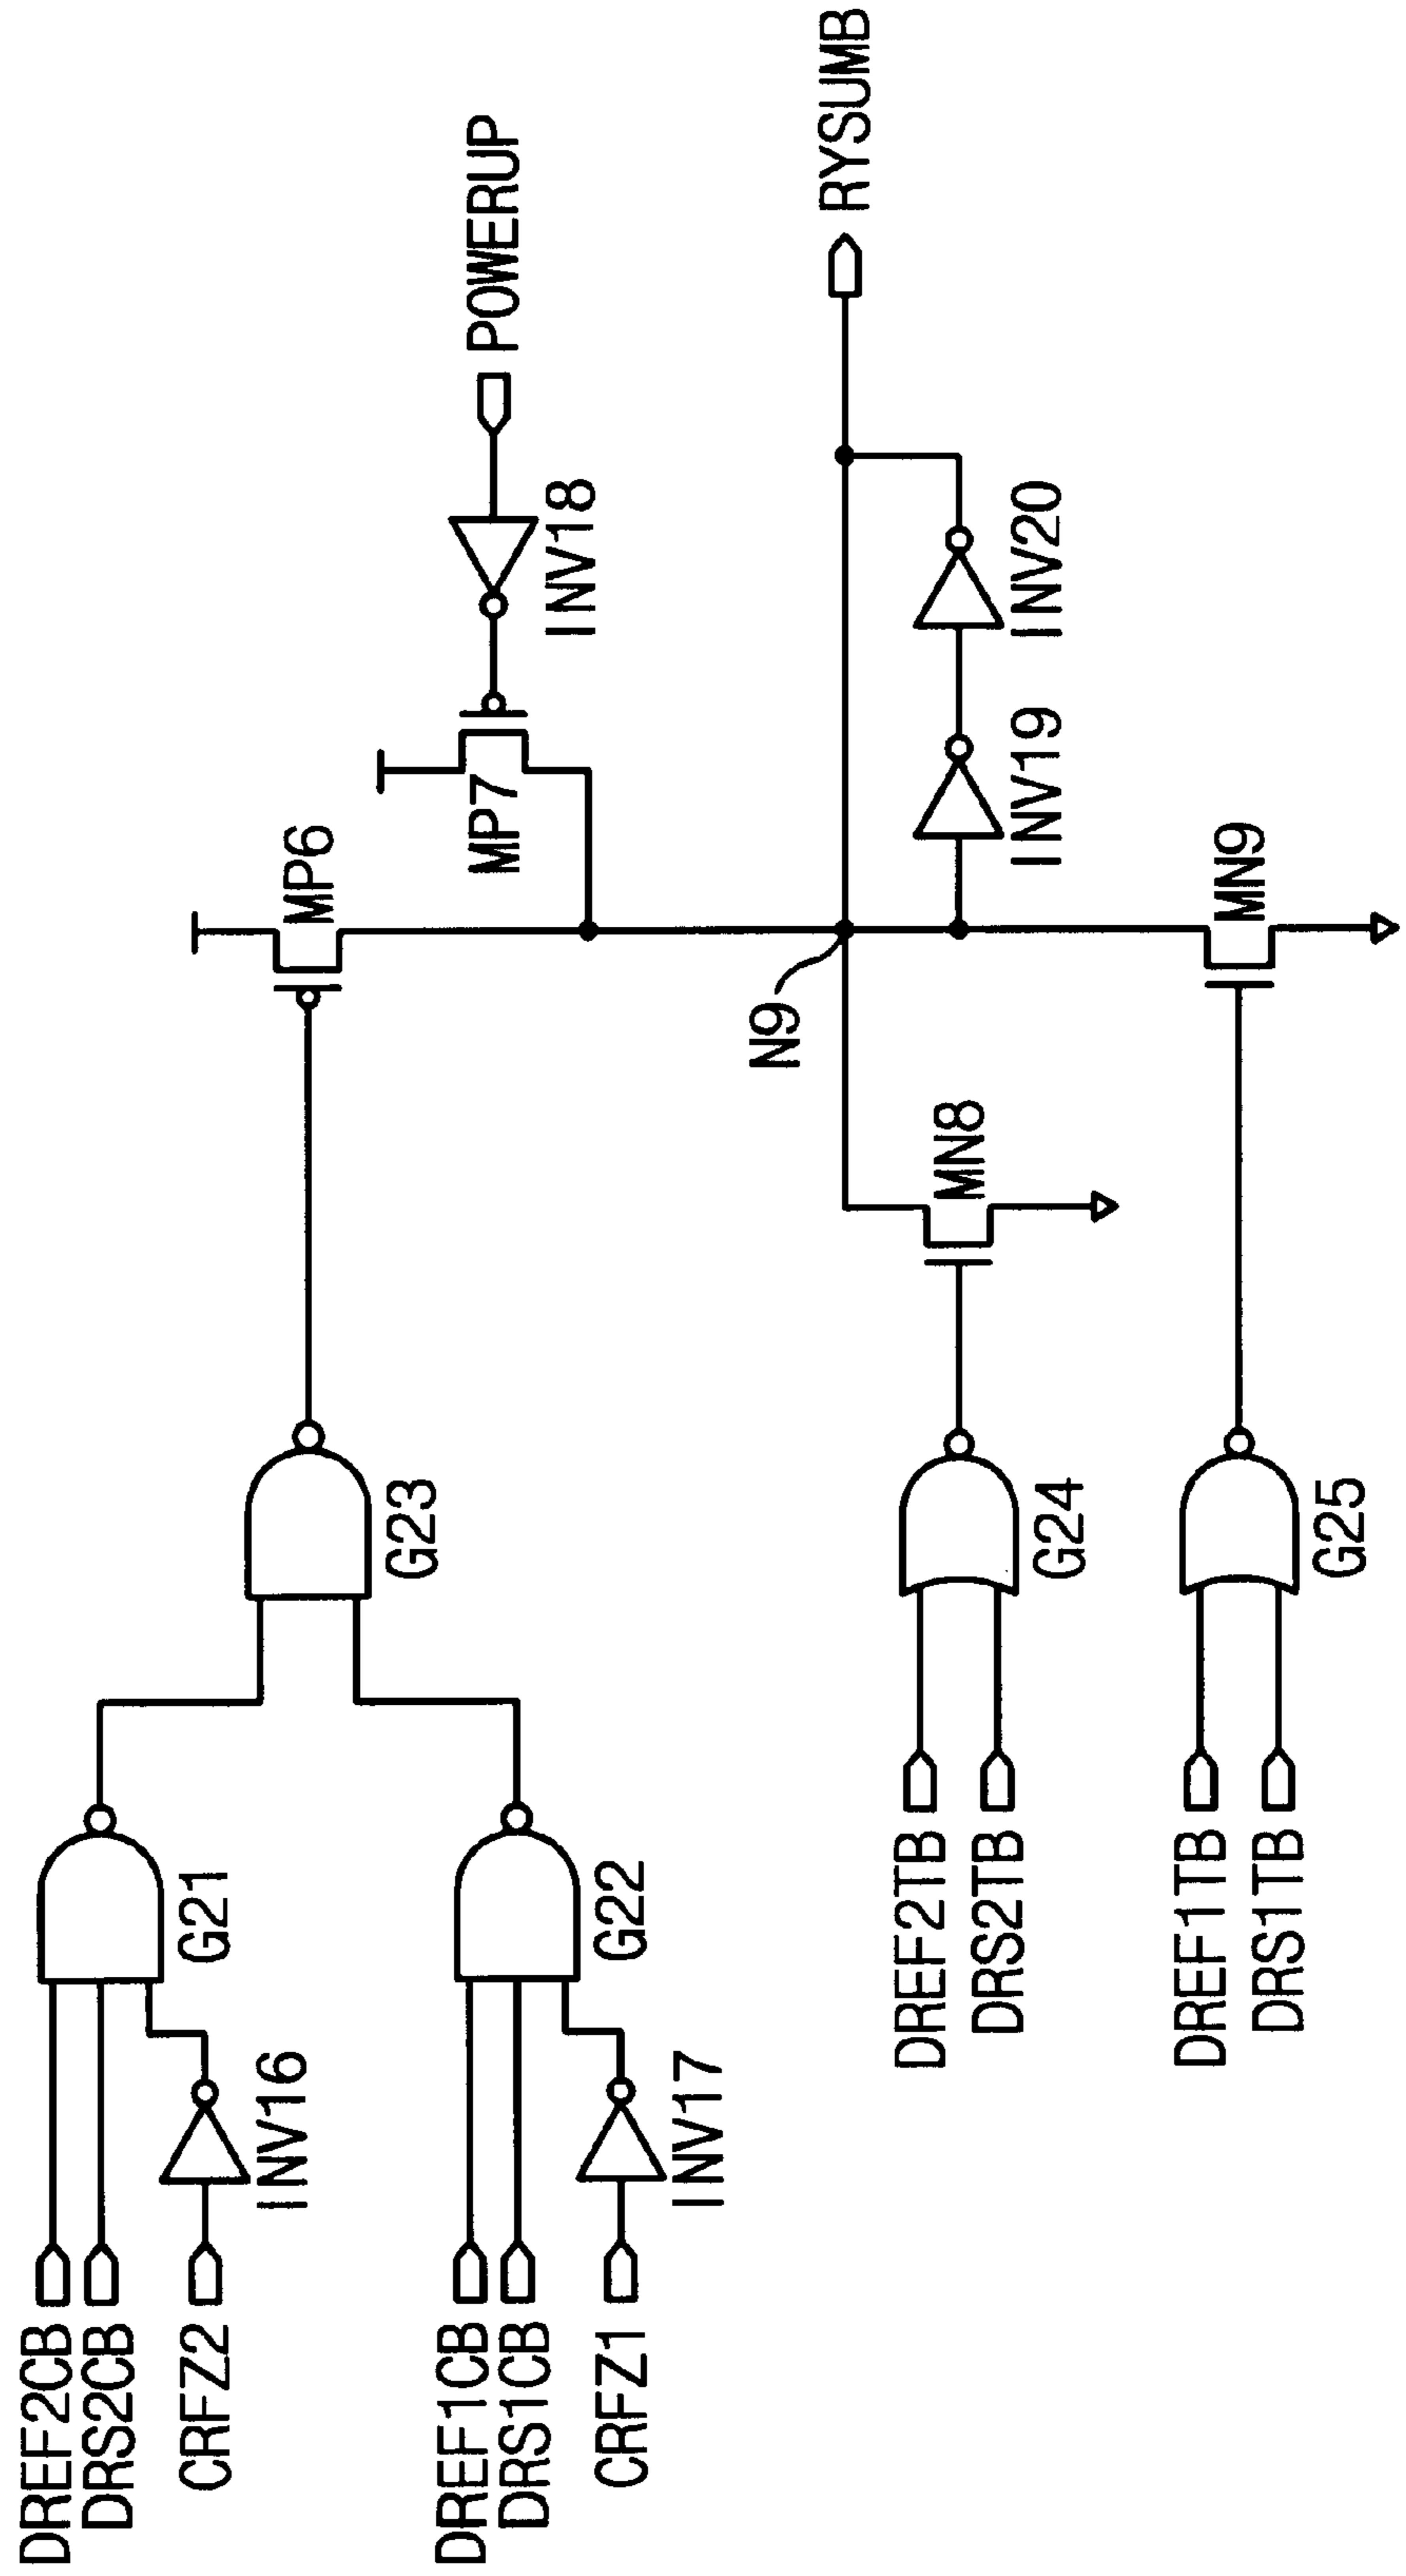 DREF2CB
DRS2CB
CRFZ2
INV16
G21
DREF1CB
DRS1CB
CRFZ1
INV17
G22
G23
MP6
MP7
INV18
POWERUP
N9
RYSUMB
INV19
INV20
DREF2TB
DRS2TB
G24
MN8
DREF1TB
DRS1TB
G25
MN9